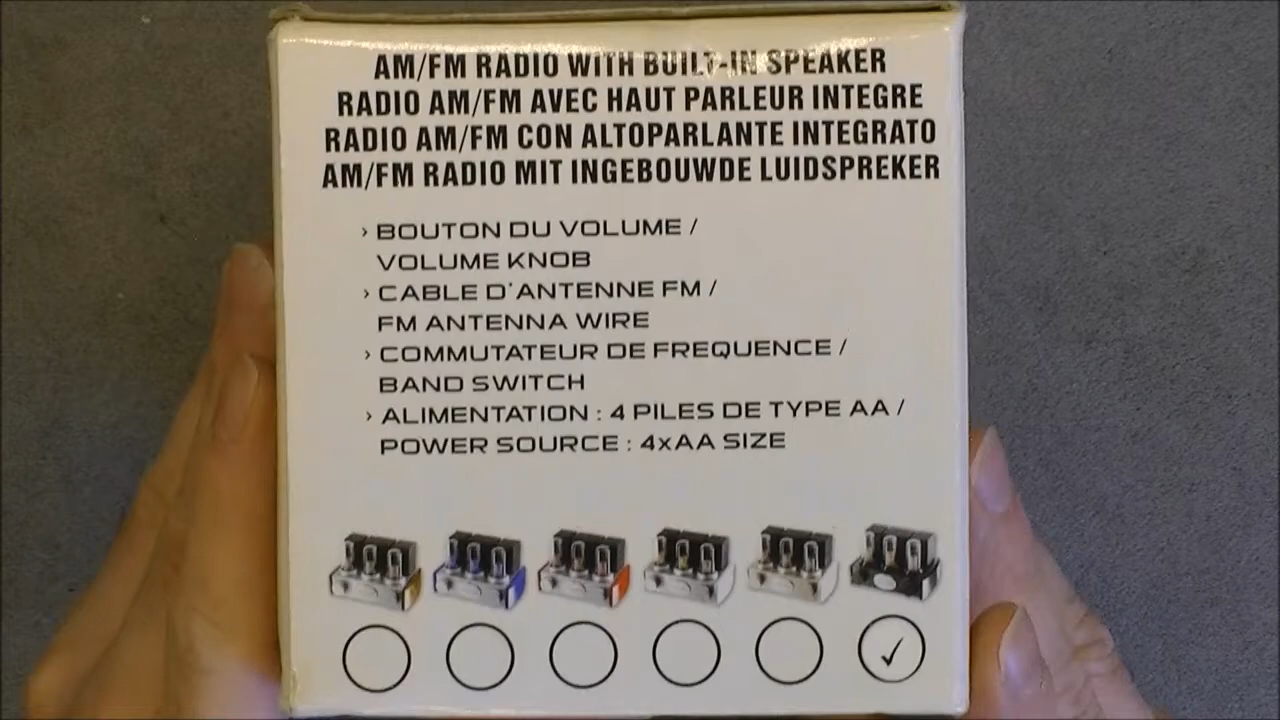 AM/FM RADIO WITH BUILT-IN SPEAKER
RADIO AM/FM AVEC HAUT PARLEUR INTEGRE
RADIO AM/FM CON ALTOPARLANTE INTEGRATO
AM/FM RADIO MIT INGEBOUWDE LUIDSPREKER
› BOUTON DU VOLUME /
VOLUME KNOB
› CABLE D'ANTENNE FM /
FM ANTENNA WIRE
› COMMUTATEUR DE FREQUENCE /
BAND SWITCH
› ALIMENTATION : 4 PILES DE TYPE AA /
POWER SOURCE : 4xAA SIZE